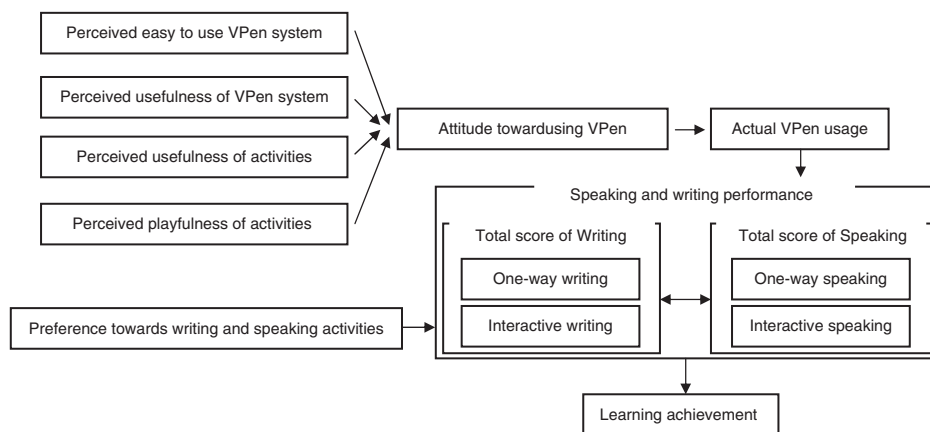 Perceived easy to use VPen system
Perceived usefulness of VPen system
Perceived usefulness of activities
Perceived playfulness of activities
Attitude towardusing VPen
Actual VPen usage
Speaking and writing performance
Total score of Writing
One-way writing
Interactive writing
Total score of Speaking
One-way speaking
Interactive speaking
Preference towards writing and speaking activities
Learning achievement